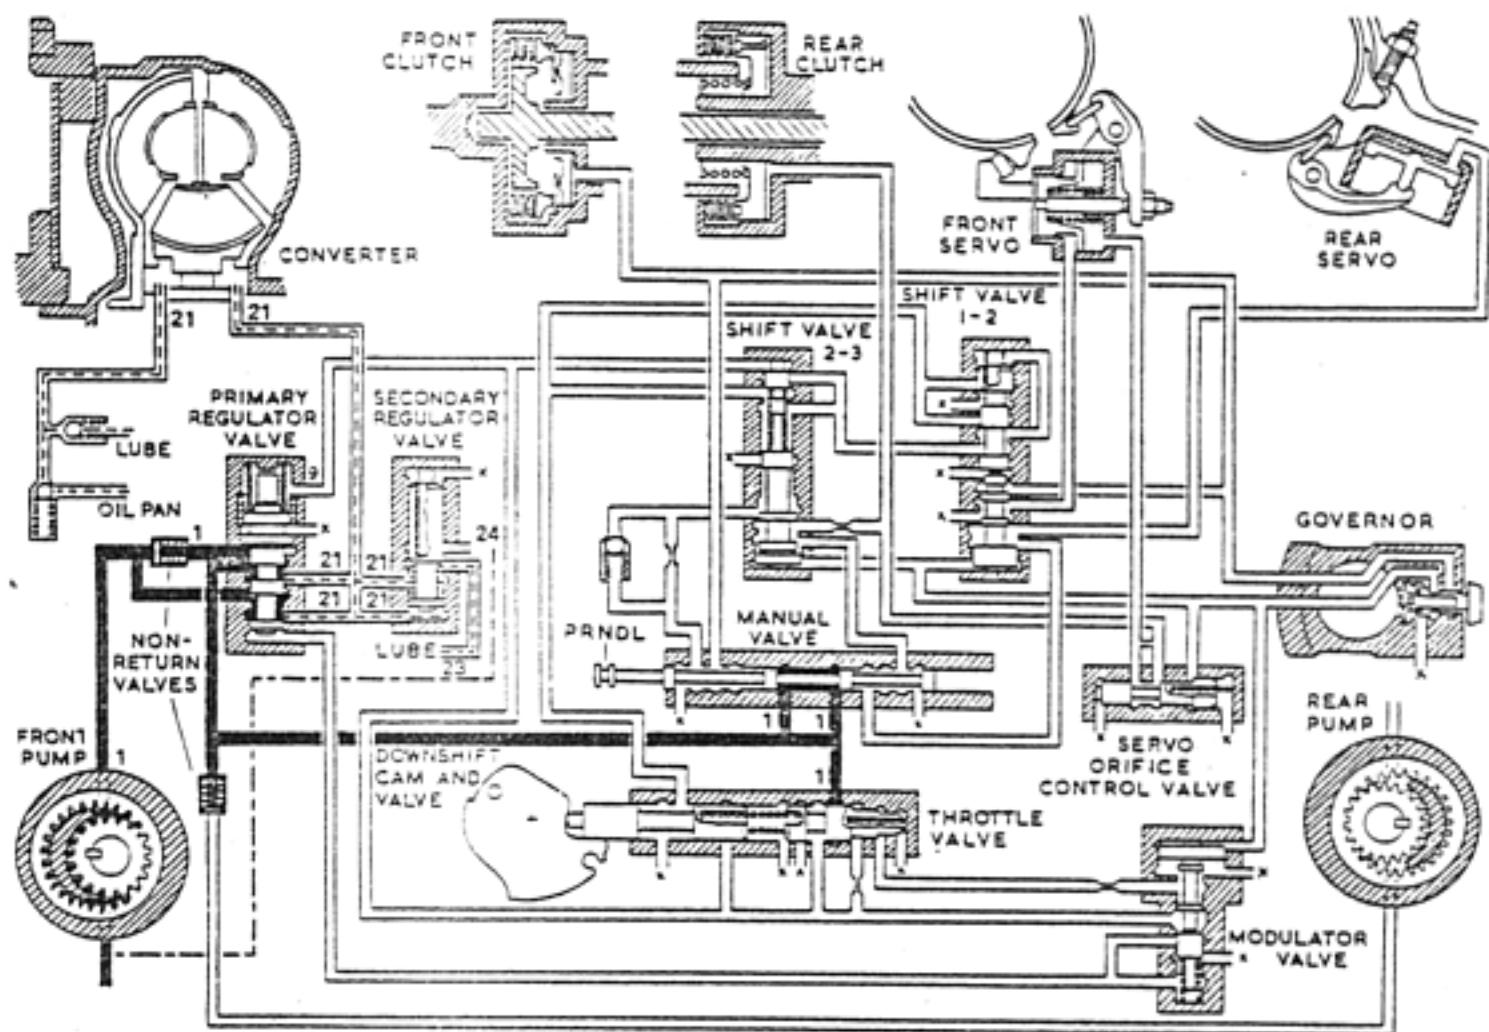 FRONT
CLUTCH
REAR
CLUTCH
CONVERTER
FRONT
SERVO
REAR
SERVO
21
21
SHIFT VALVE
1-2
SHIFT VALVE
2-3
PRIMARY
REGULATOR
VALVE
SECONDARY
REGULATOR
VALVE
LUBE
9
x
x
x
x
x
OIL PAN
1
x
24
x
GOVERNOR
21
21
21
21
NON-
RETURN
VALVES
LUBE
23
PRNDL
MANUAL
VALVE
x
x
x
1
1
x
x
SERVO
ORIFICE
CONTROL VALVE
REAR
PUMP
FRONT
PUMP
1
DOWNSHIFT
CAM AND
VALVE
1
THROTTLE
VALVE
x
x
x
x
x
MODULATOR
VALVE
x